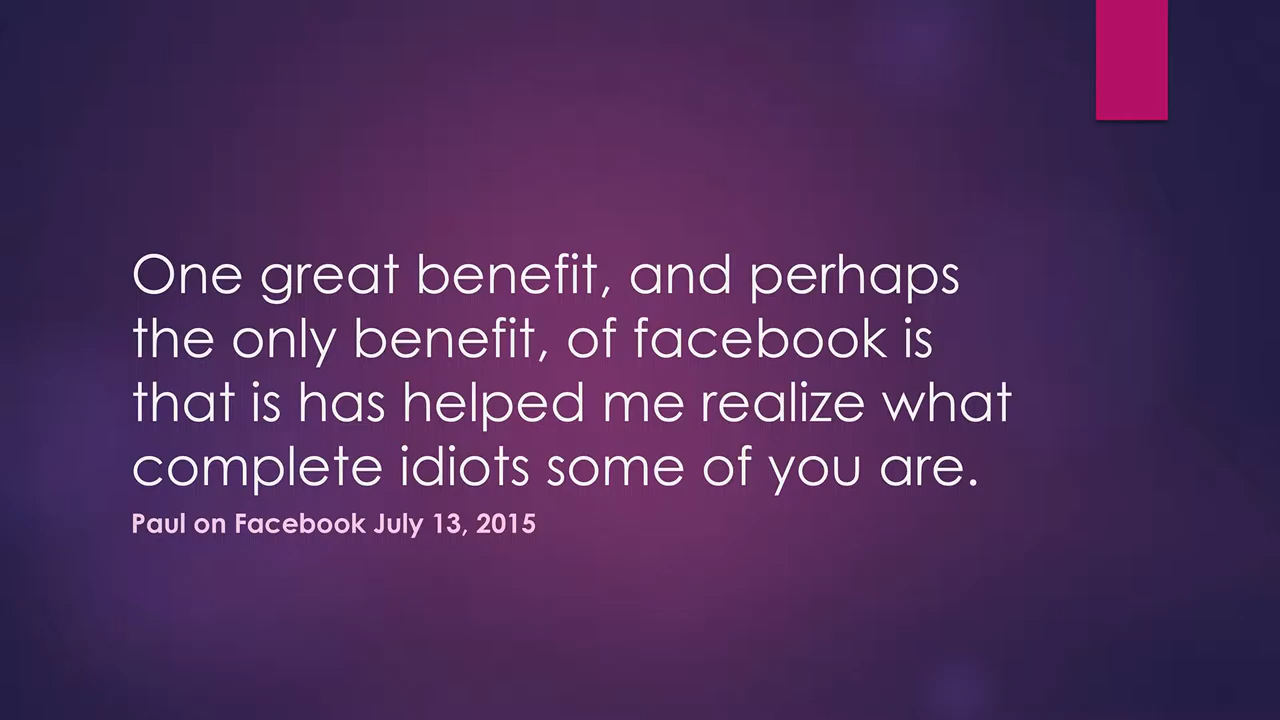 One great benefit, and perhaps
the only benefit, of facebook is
that is has helped me realize what
complete idiots some of you are.
Paul on Facebook July 13, 2015